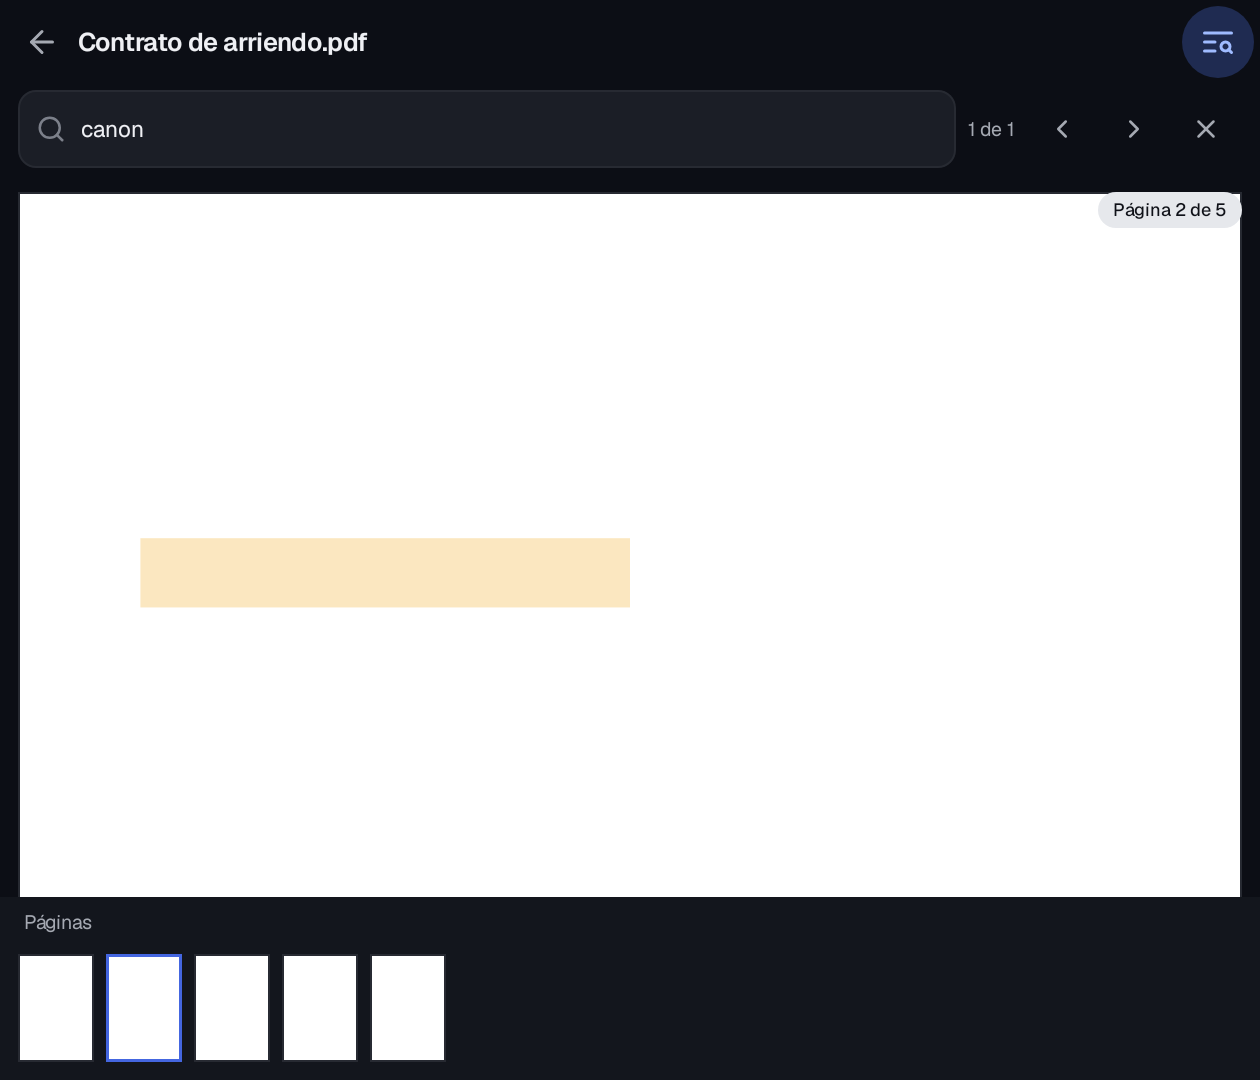 Contrato de arriendo.pdf
canon
1 de 1
Página 2 de 5
Páginas